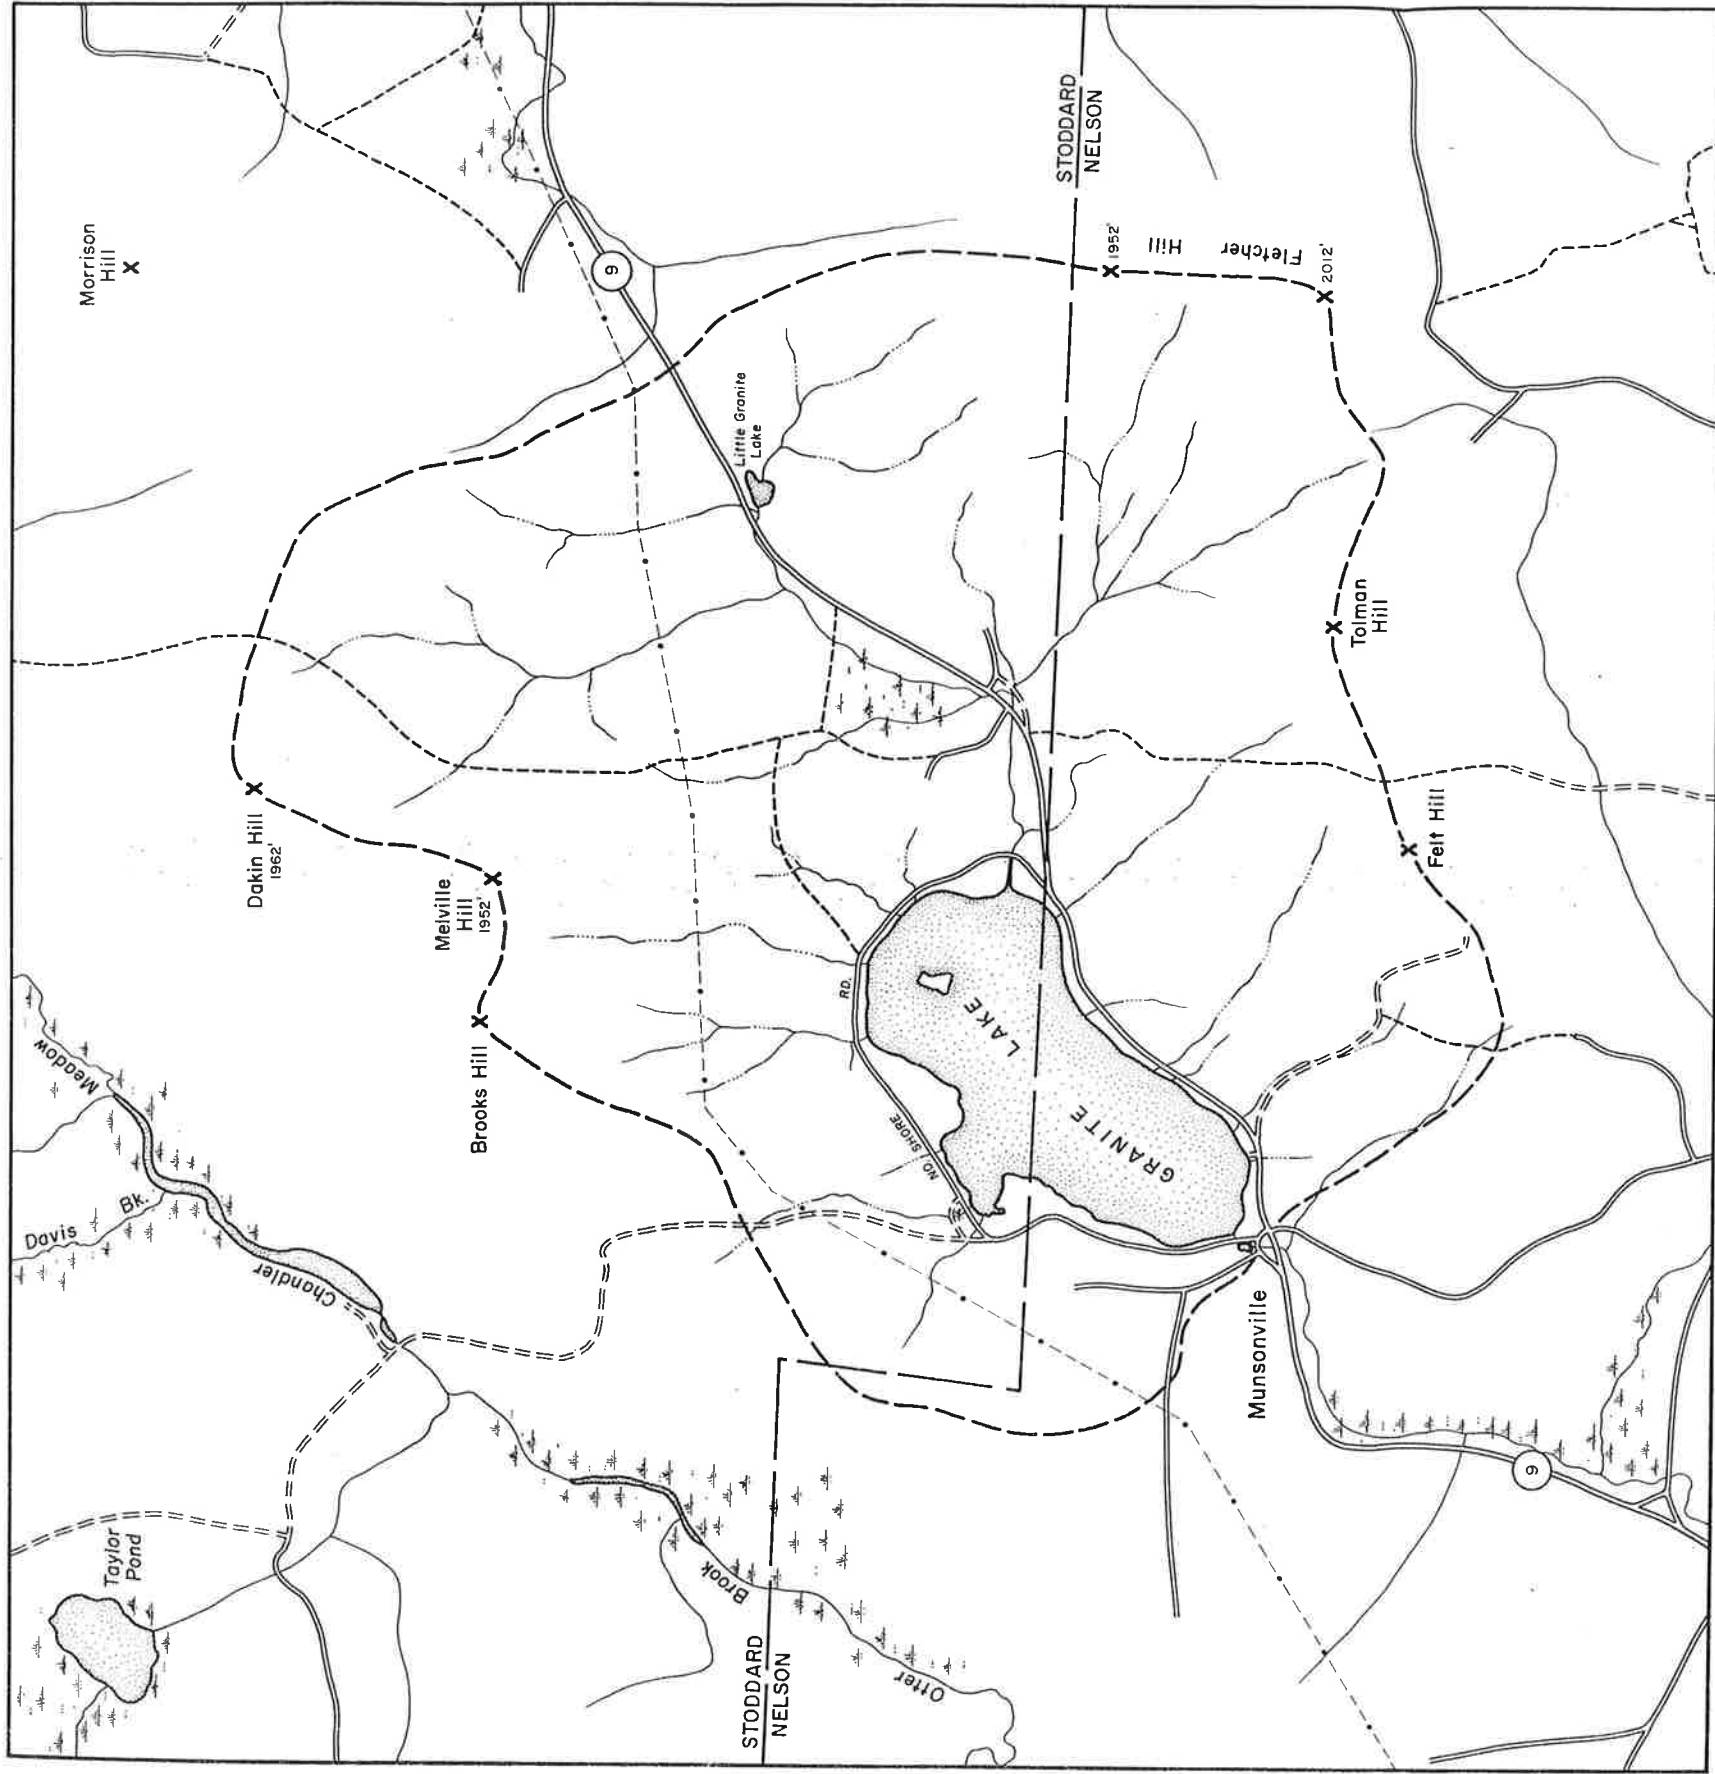 Taylor
Pond
Davis
Bk.
Meadow
Chandler
Brook
Otter
Morrison
Hill
Dakin Hill
1962'
Melville
Hill
1952'
Brooks Hill
STODDARD
NELSON
STODDARD
NELSON
9
Little Granite
Lake
RD.
NO SHORE
GRANITE
LAKE
1952'
Fletcher
Hill
2012'
Tolman
Hill
Felt Hill
Munsonville
9